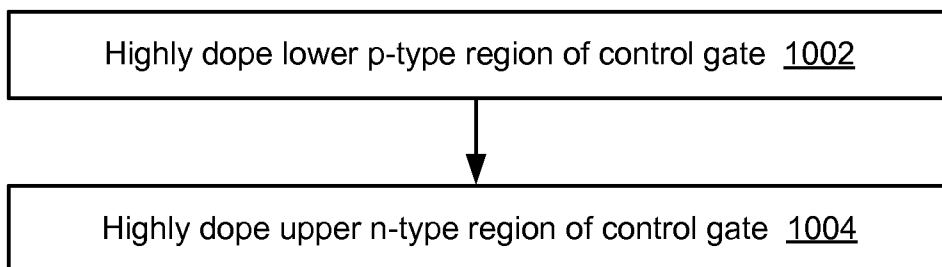 Highly dope lower p-type region of control gate 1002
Highly dope upper n-type region of control gate 1004